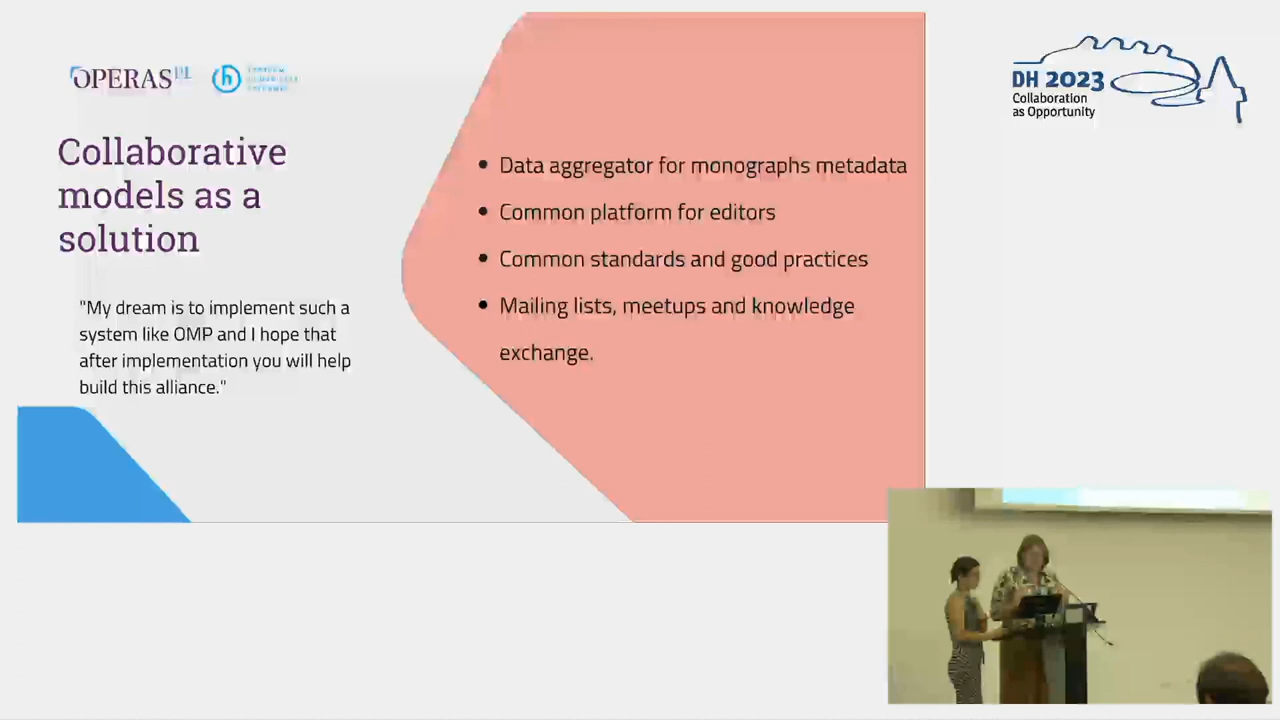 OPERAS PL
Collaborative
models as a
solution
"My dream is to implement such a
system like OMP and I hope that
after implementation you will help
build this alliance."
• Data aggregator for monographs metadata
• Common platform for editors
• Common standards and good practices
• Mailing lists, meetups and knowledge
exchange.
DH 2023
Collaboration
as Opportunity